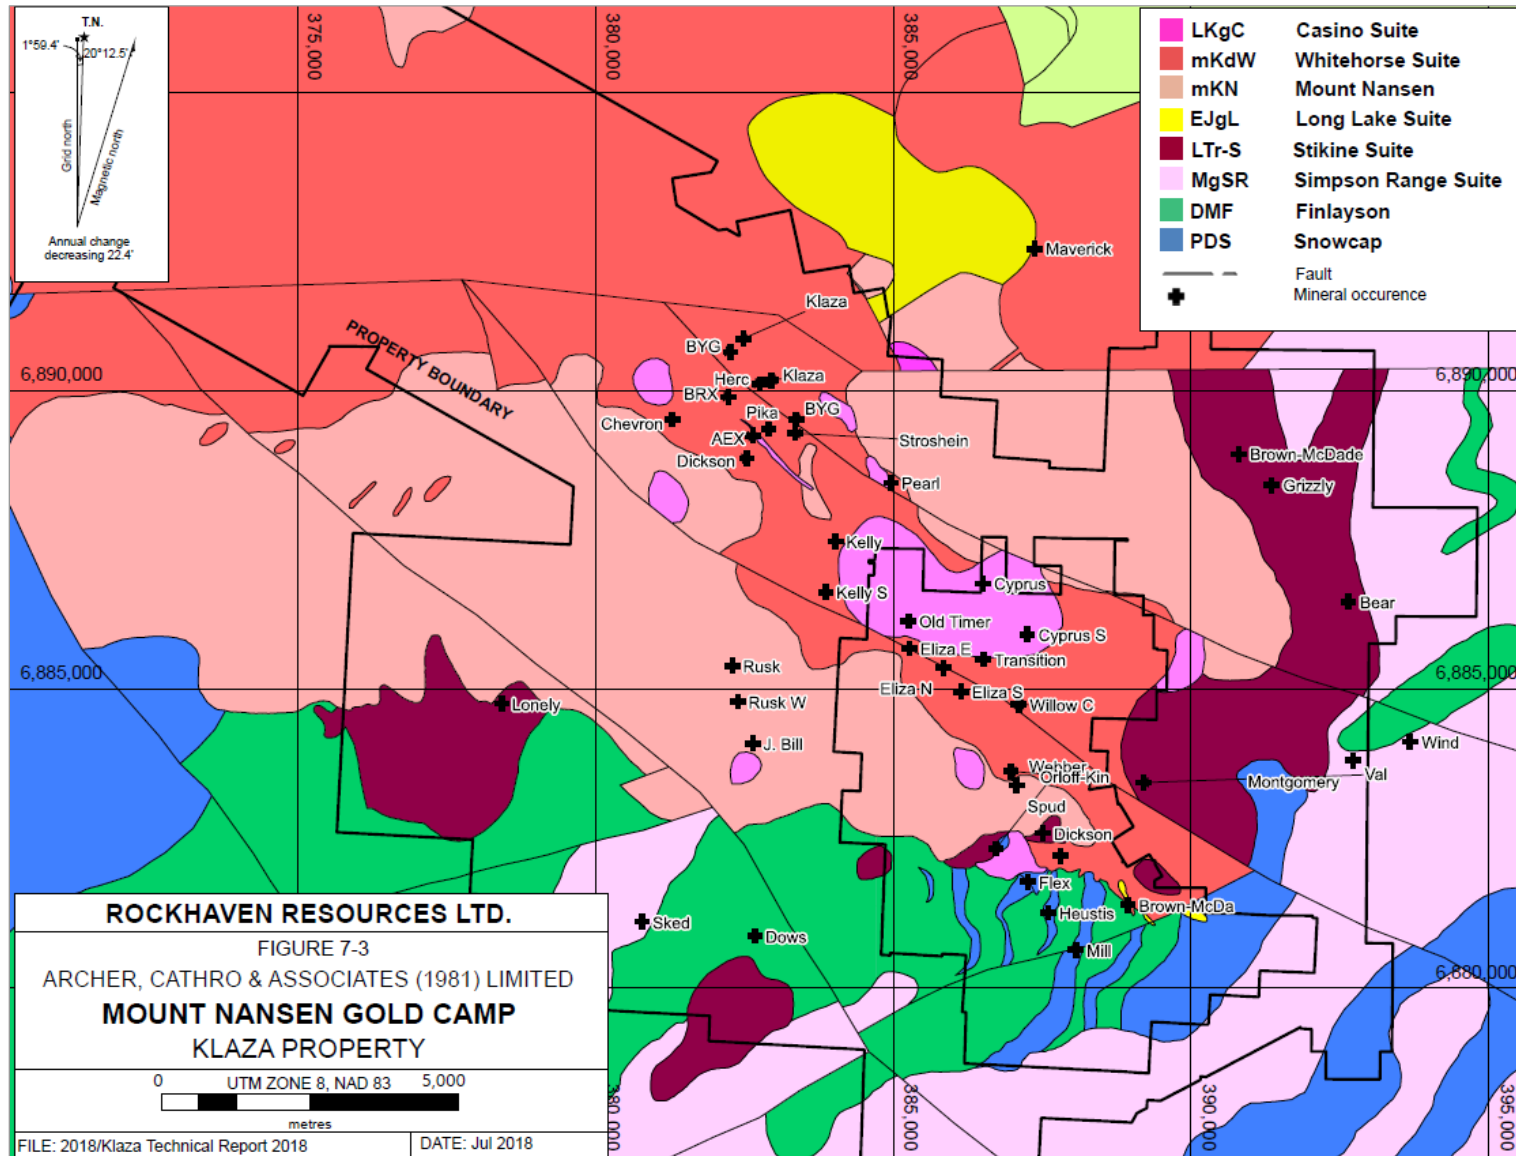 T.N.
1°59.4'
20°12.5'
Grid north
Magnetic north
Annual change
decreasing 22.4'
375,000
380,000
385,000
LKgC Casino Suite
mKdW Whitehorse Suite
mKN Mount Nansen
EJgL Long Lake Suite
LTr-S Stikine Suite
MgSR Simpson Range Suite
DMF Finlayson
PDS Snowcap
Fault
Mineral occurence
Maverick
Klaza
BYG
PROPERTY BOUNDARY
6,890,000
6,890,000
Herc
Klaza
BRX
Pika
BYG
Chevron
AEX
Stroshein
Dickson
Brown-McDade
Pearl
Grizzly
Kelly
Cyprus
Kelly S
Bear
Old Timer
Cyprus S
Eliza E
Transition
Rusk
6,885,000
6,885,000
Eliza N
Eliza S
Rusk W
Lonely
Willow C
J. Bill
Wind
Webber
Orloff-Kin
Val
Montgomery
Spud
Dickson
Flex
Brown-McDa
Heustis
Sked
Dows
Mill
6,880,000
380,000
385,000
390,000
395,000
ROCKHAVEN RESOURCES LTD.
FIGURE 7-3
ARCHER, CATHRO & ASSOCIATES (1981) LIMITED
MOUNT NANSEN GOLD CAMP
KLAZA PROPERTY
0 UTM ZONE 8, NAD 83 5,000
metres
FILE: 2018/Klaza Technical Report 2018
DATE: Jul 2018